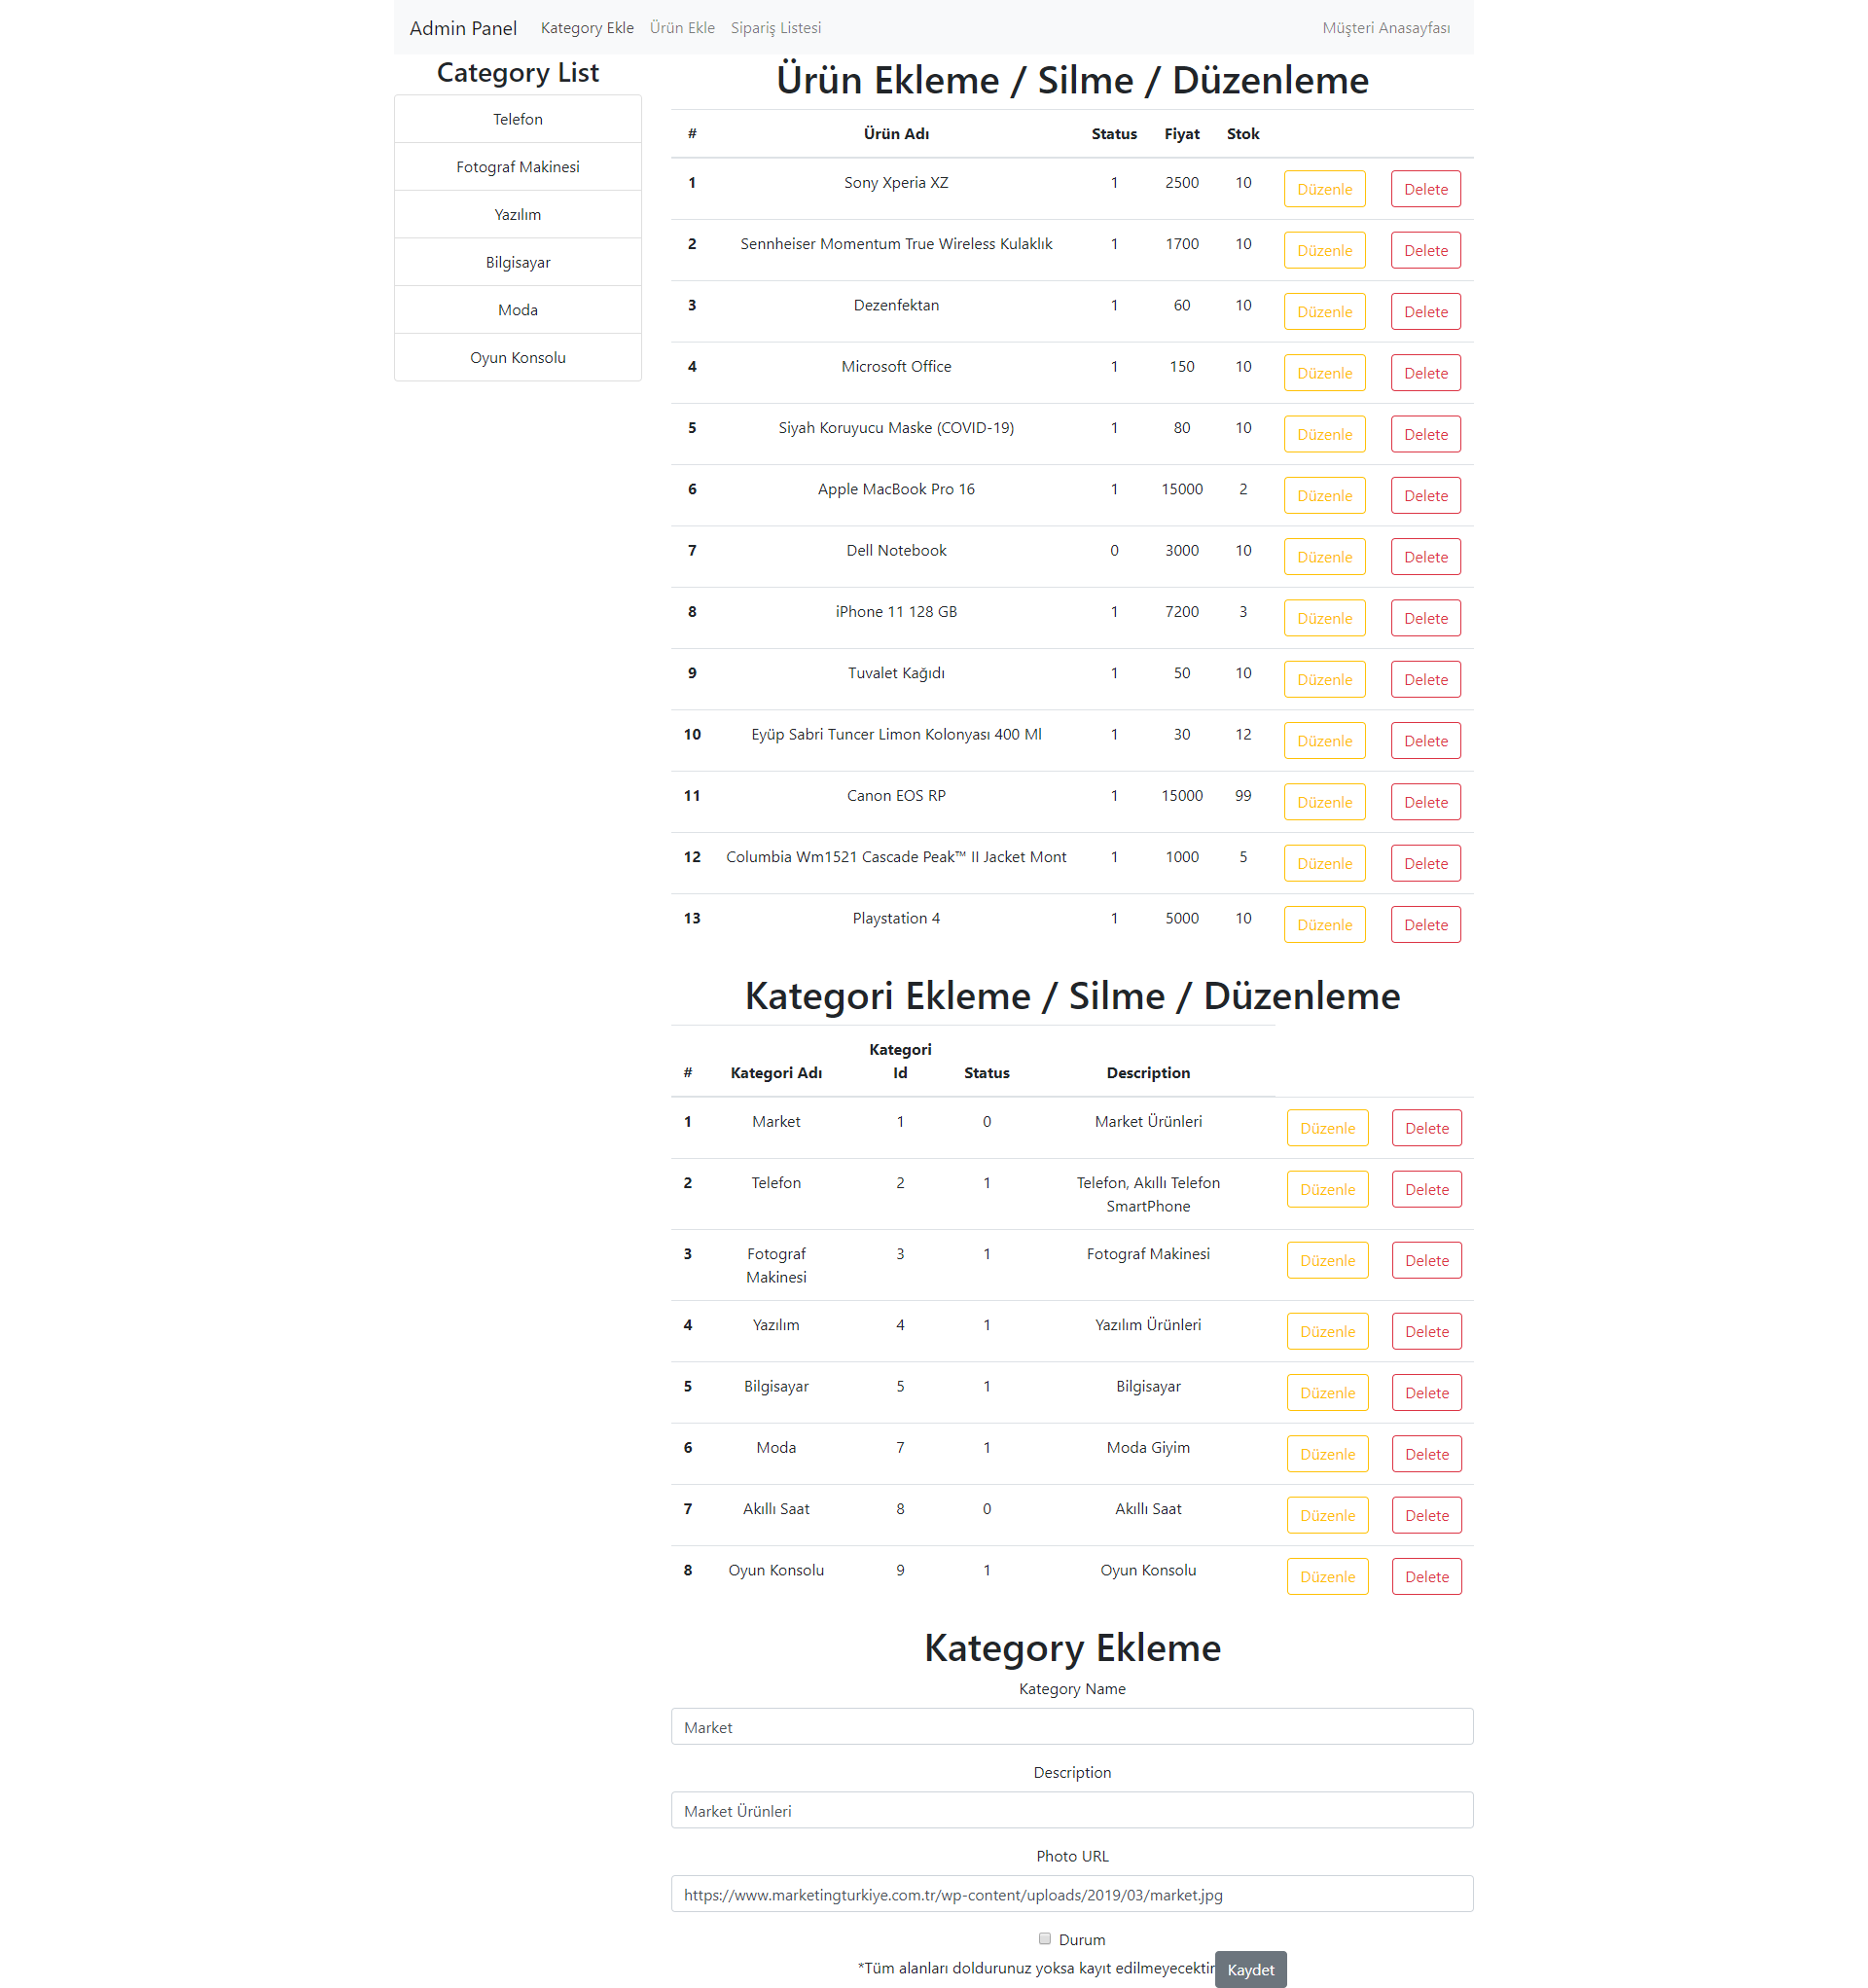 Admin Panel Kategory Ekle Ürün Ekle Sipariş Listesi Müşteri Anasayfası
Category List
Telefon
Fotograf Makinesi
Yazılım
Bilgisayar
Moda
Oyun Konsolu
Ürün Ekleme / Silme / Düzenleme
# Ürün Adı Status Fiyat Stok
1 Sony Xperia XZ 1 2500 10 Düzenle Delete
2 Sennheiser Momentum True Wireless Kulaklık 1 1700 10 Düzenle Delete
3 Dezenfektan 1 60 10 Düzenle Delete
4 Microsoft Office 1 150 10 Düzenle Delete
5 Siyah Koruyucu Maske (COVID-19) 1 80 10 Düzenle Delete
6 Apple MacBook Pro 16 1 15000 2 Düzenle Delete
7 Dell Notebook 0 3000 10 Düzenle Delete
8 iPhone 11 128 GB 1 7200 3 Düzenle Delete
9 Tuvalet Kağıdı 1 50 10 Düzenle Delete
10 Eyüp Sabri Tuncer Limon Kolonyası 400 Ml 1 30 12 Düzenle Delete
11 Canon EOS RP 1 15000 99 Düzenle Delete
12 Columbia Wm1521 Cascade Peak™ II Jacket Mont 1 1000 5 Düzenle Delete
13 Playstation 4 1 5000 10 Düzenle Delete
Kategori Ekleme / Silme / Düzenleme
Kategori
# Kategori Adı Id Status Description
1 Market 1 0 Market Ürünleri Düzenle Delete
2 Telefon 2 1 Telefon, Akıllı Telefon Düzenle Delete
SmartPhone
3 Fotograf 3 1 Fotograf Makinesi Düzenle Delete
Makinesi
4 Yazılım 4 1 Yazılım Ürünleri Düzenle Delete
5 Bilgisayar 5 1 Bilgisayar Düzenle Delete
6 Moda 7 1 Moda Giyim Düzenle Delete
7 Akıllı Saat 8 0 Akıllı Saat Düzenle Delete
8 Oyun Konsolu 9 1 Oyun Konsolu Düzenle Delete
Kategory Ekleme
Kategory Name
Market
Description
Market Ürünleri
Photo URL
https://www.marketingturkiye.com.tr/wp-content/uploads/2019/03/market.jpg
Durum
*Tüm alanları doldurunuz yoksa kayıt edilmeyecektir Kaydet